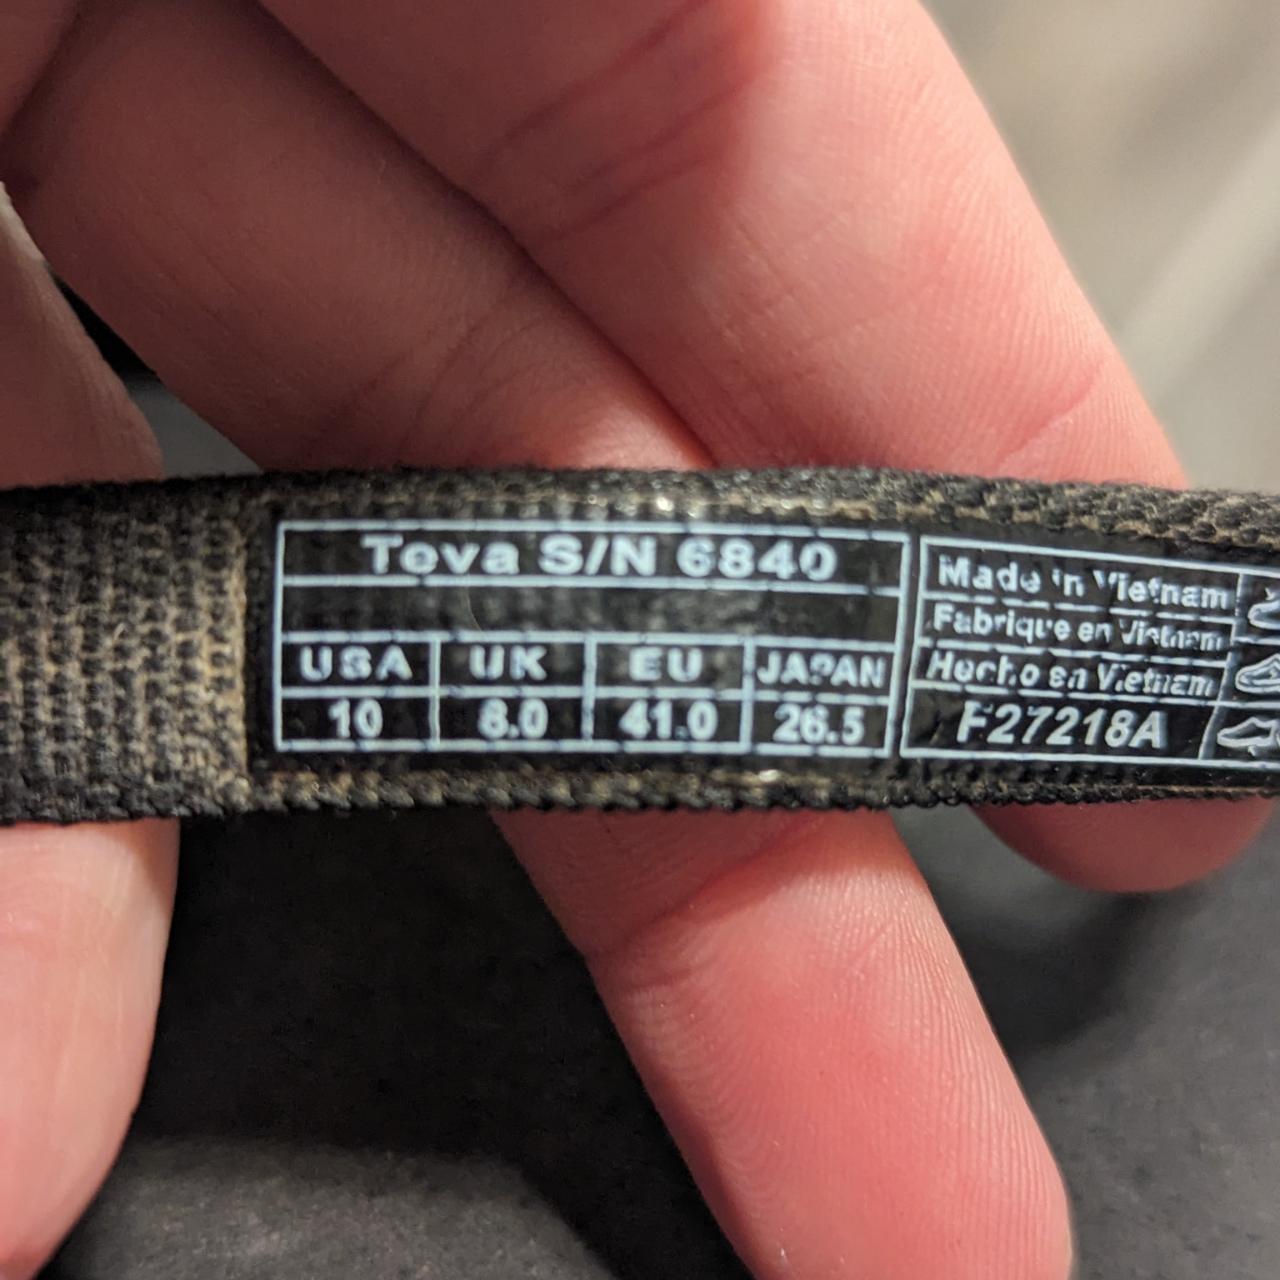 Teva S/N 6840
USA UK EU JAPAN
10 8.0 41.0 26.5
Made in Vietnam
Fabrique en Vietnam
Hecho en Vietnam
F27218A